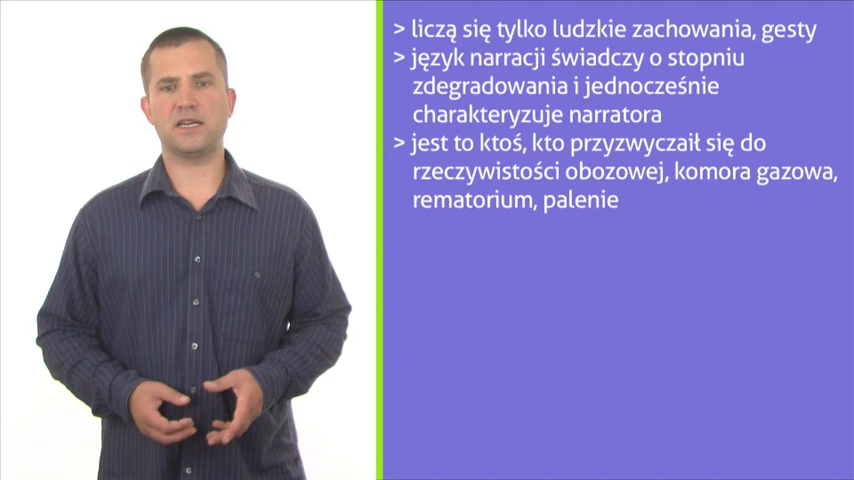 > liczą się tylko ludzkie zachowania, gesty
> język narracji świadczy o stopniu
zdegradowania i jednocześnie
charakteryzuje narratora
> jest to ktoś, kto przyzwyczaił się do
rzeczywistości obozowej, komora gazowa,
rematorium, palenie